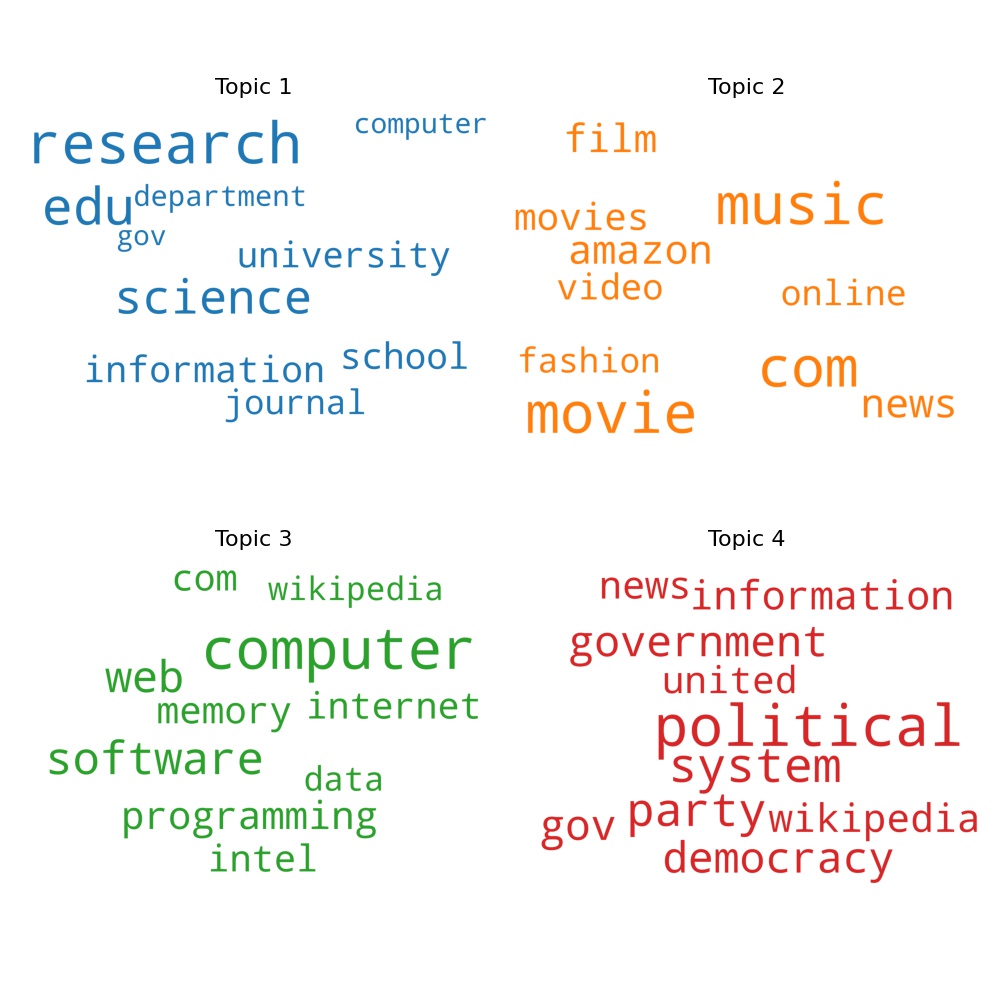 Topic 1
research
computer
edu
department
gov
university
science
information
school
journal
Topic 2
film
music
movies
amazon
video
online
fashion
com
movie
news
Topic 3
com
wikipedia
computer
web
memory
internet
software
data
programming
intel
Topic 4
news
information
government
united
political
system
gov
party
wikipedia
democracy